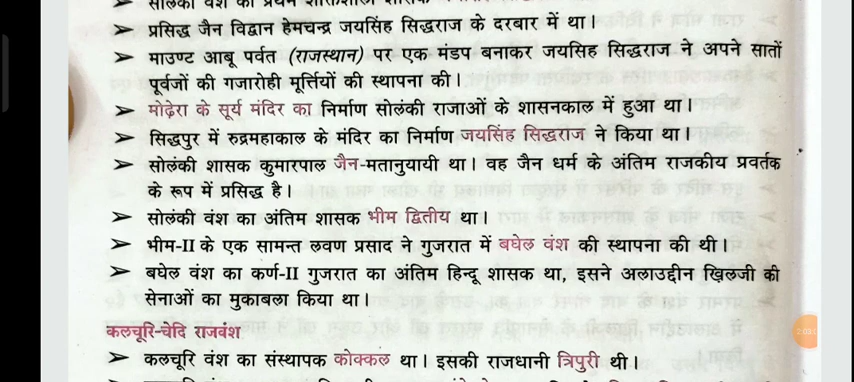 सोलंकी वंश का प्रथम शक्तिशाली शासक
➤ प्रसिद्ध जैन विद्वान हेमचन्द्र जयसिंह सिद्धराज के दरबार में था।
➤ माउण्ट आबू पर्वत (राजस्थान) पर एक मंडप बनाकर जयसिंह सिद्धराज ने अपने सातों
पूर्वजों की गजारोही मूर्त्तियों की स्थापना की।
➤ मोढ़ेरा के सूर्य मंदिर का निर्माण सोलंकी राजाओं के शासनकाल में हुआ था।
➤ सिद्धपुर में रुद्रमहाकाल के मंदिर का निर्माण जयसिंह सिद्धराज ने किया था।
➤ सोलंकी शासक कुमारपाल जैन-मतानुयायी था। वह जैन धर्म के अंतिम राजकीय प्रवर्तक
के रूप में प्रसिद्ध है।
➤ सोलंकी वंश का अंतिम शासक भीम द्वितीय था।
➤ भीम-II के एक सामन्त लवण प्रसाद ने गुजरात में बघेल वंश की स्थापना की थी।
➤ बघेल वंश का कर्ण-II गुजरात का अंतिम हिन्दू शासक था, इसने अलाउद्दीन खिलजी की
सेनाओं का मुकाबला किया था।
कलचूरि-चेदि राजवंश
➤ कलचूरि वंश का संस्थापक कोक्कल था। इसकी राजधानी त्रिपुरी थी।